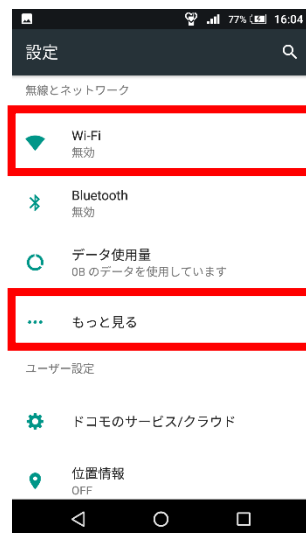 77% 16:04
設定
無線とネットワーク
Wi-Fi
無効
Bluetooth
無効
データ使用量
0B のデータを使用しています
もっと見る
ユーザー設定
ドコモのサービス/クラウド
位置情報
OFF